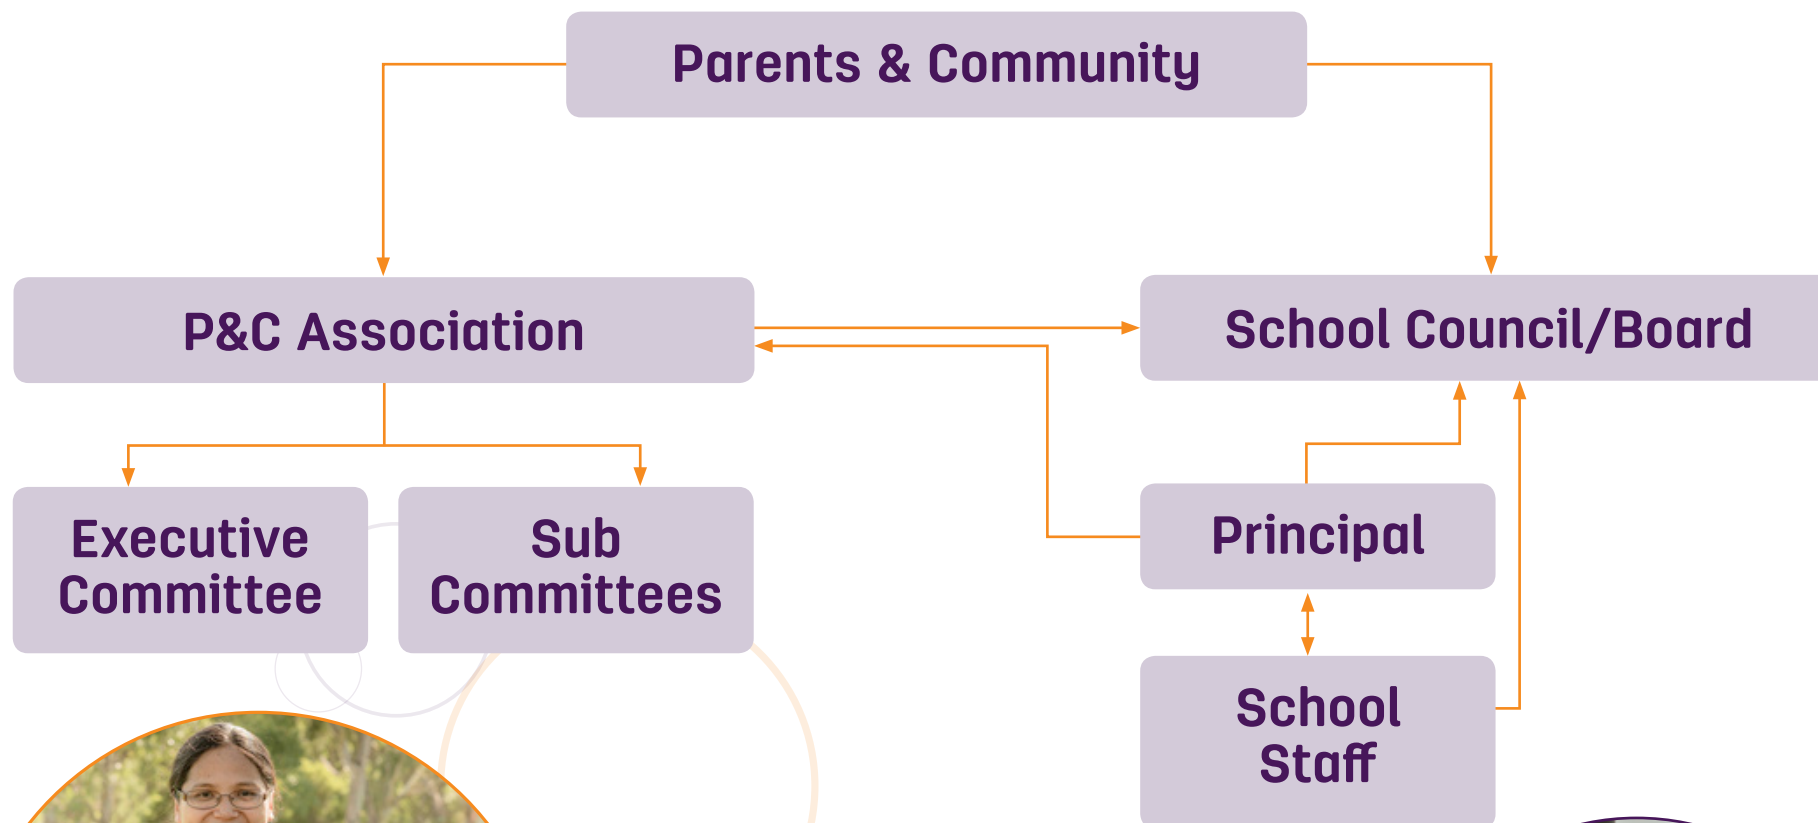 Parents & Community
P&C Association
School Council/Board
Executive
Committee
Sub
Committees
Principal
School
Staff